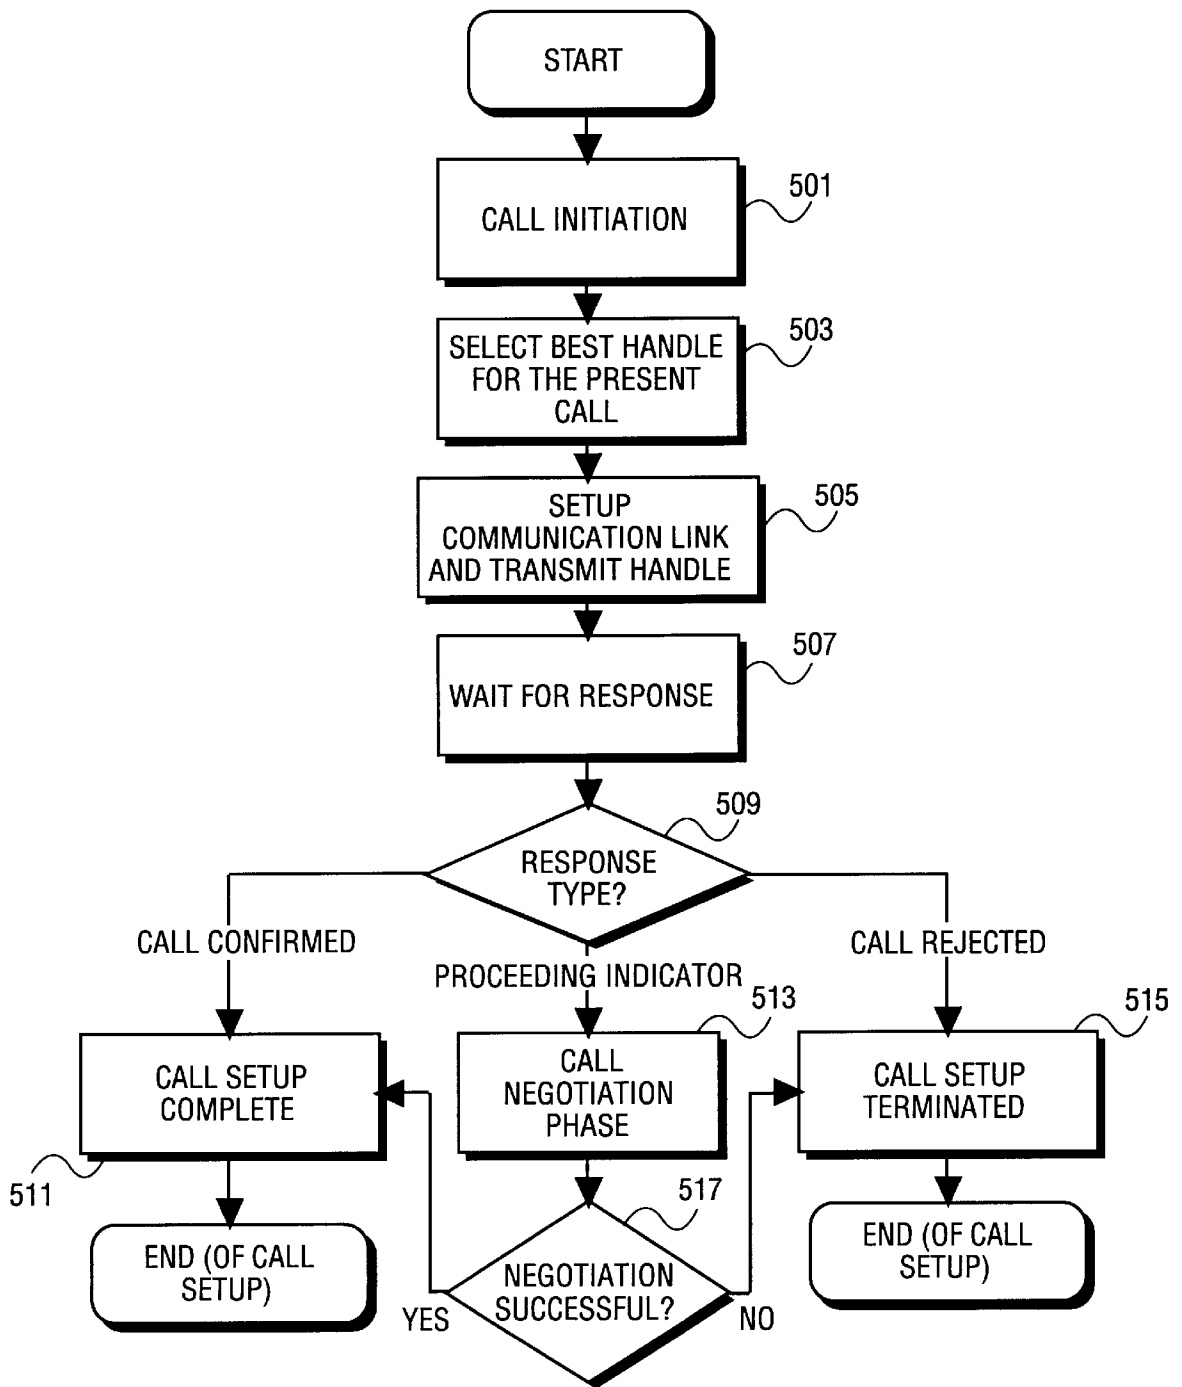 START
CALL INITIATION
501
SELECT BEST HANDLE
FOR THE PRESENT
CALL
503
SETUP
COMMUNICATION LINK
AND TRANSMIT HANDLE
505
WAIT FOR RESPONSE
507
509
RESPONSE
TYPE?
CALL CONFIRMED
PROCEEDING INDICATOR
CALL REJECTED
CALL SETUP
COMPLETE
511
513
CALL
NEGOTIATION
PHASE
515
CALL SETUP
TERMINATED
END (OF CALL
SETUP)
517
NEGOTIATION
SUCCESSFUL?
YES
NO
END (OF CALL
SETUP)